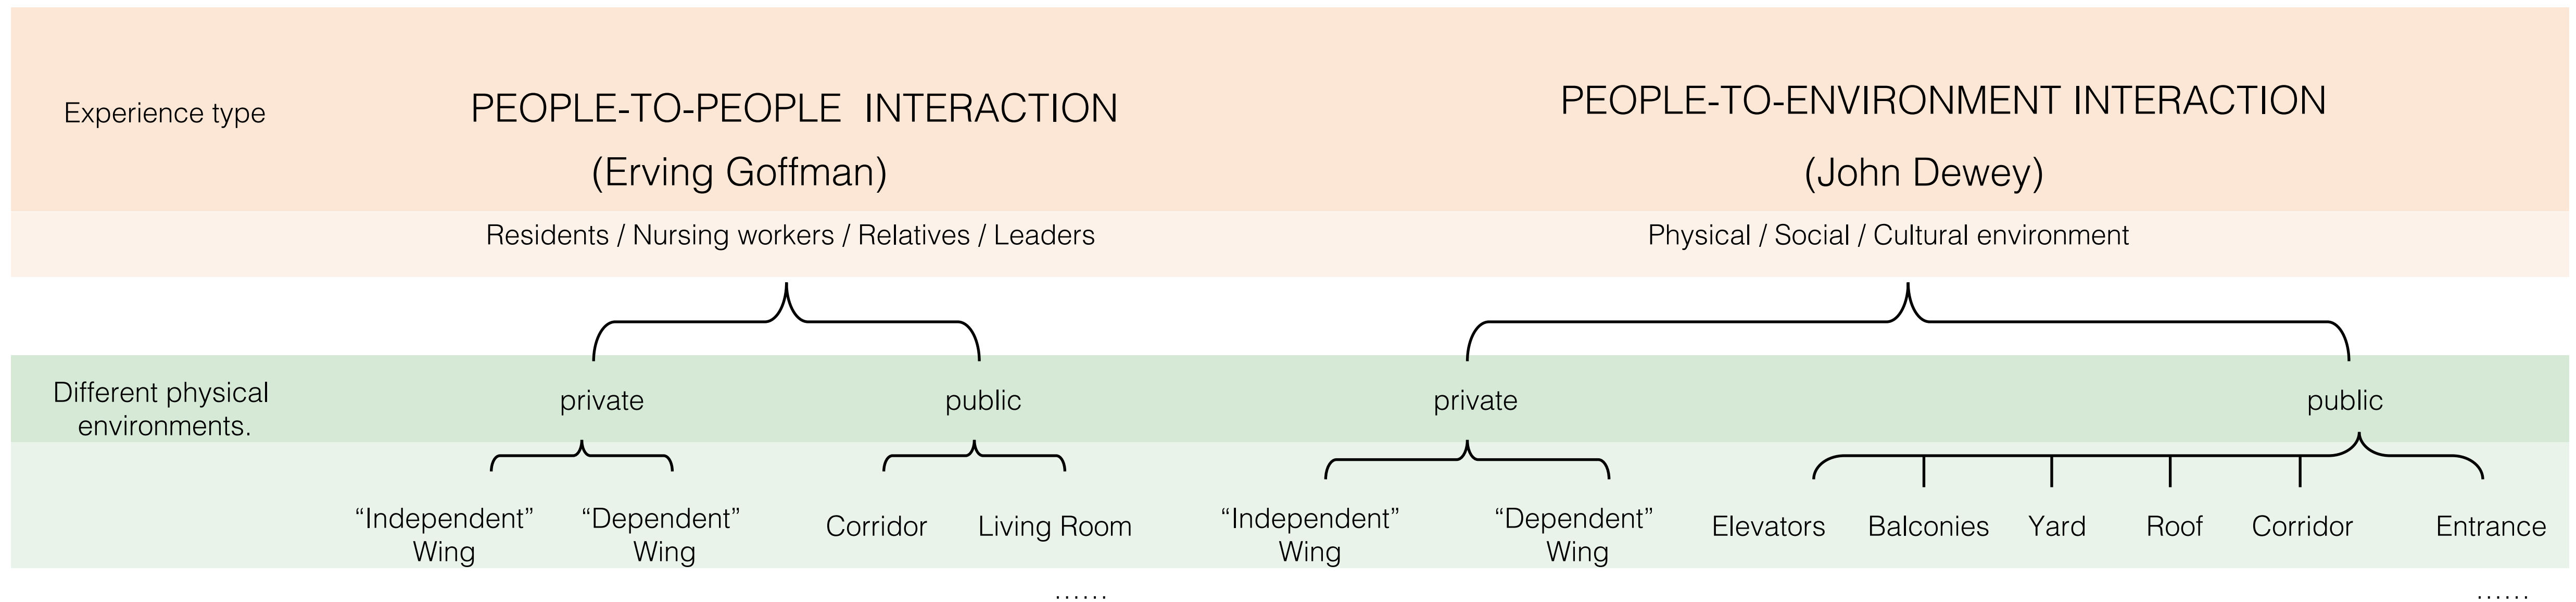 Experience type
PEOPLE-TO-PEOPLE INTERACTION
(Erving Goffman)
PEOPLE-TO-ENVIRONMENT INTERACTION
(John Dewey)
Residents / Nursing workers / Relatives / Leaders
Physical / Social / Cultural environment
Different physical
environments.
private
public
private
public
“Independent”
Wing
“Dependent”
Wing
Corridor
Living Room
“Independent”
Wing
“Dependent”
Wing
Elevators
Balconies
Yard
Roof
Corridor
Entrance
......
......